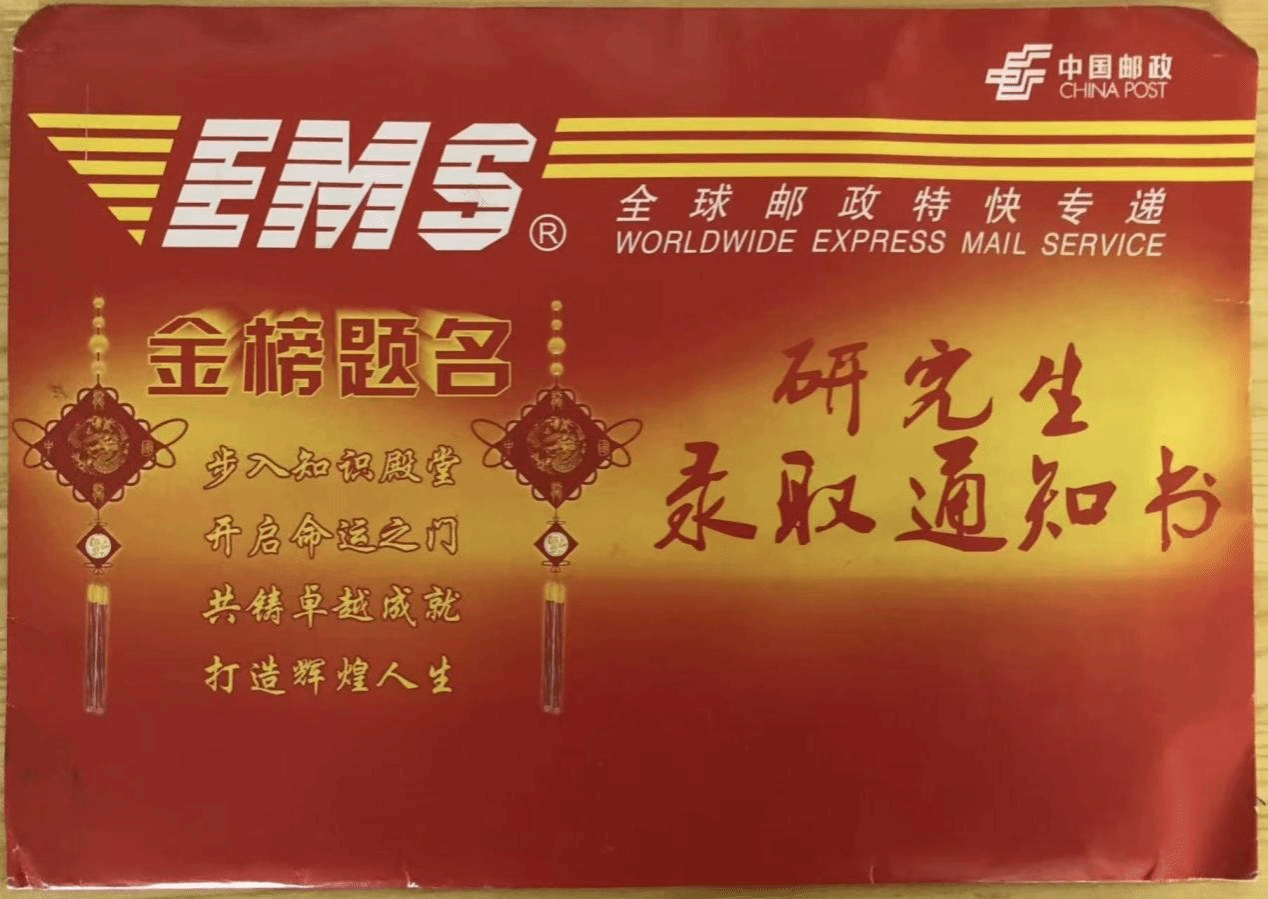 中国邮政
CHINA POST
EMS®
全球邮政特快专递
WORLDWIDE EXPRESS MAIL SERVICE
金榜题名
步入知识殿堂
开启命运之门
共铸卓越成就
打造辉煌人生
研究生
录取通知书